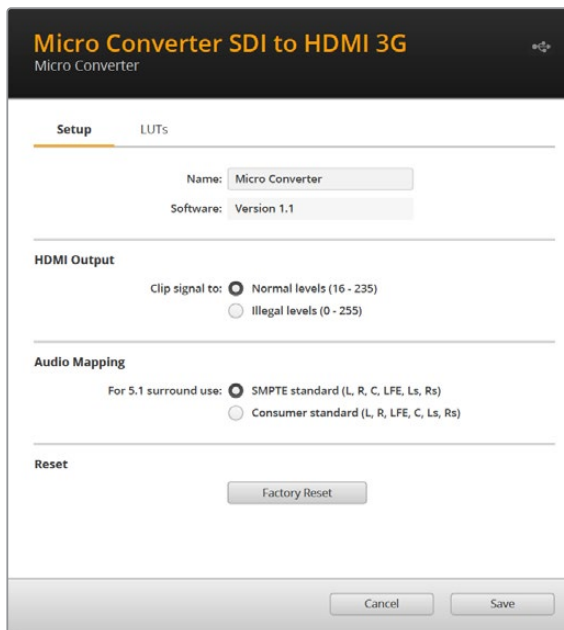 Micro Converter SDI to HDMI 3G
Micro Converter
Setup LUTs
Name: Micro Converter
Software: Version 1.1
HDMI Output
Clip signal to: Normal levels (16 - 235)
Illegal levels (0 - 255)
Audio Mapping
For 5.1 surround use: SMPTE standard (L, R, C, LFE, Ls, Rs)
Consumer standard (L, R, LFE, C, Ls, Rs)
Reset
Factory Reset
Cancel Save